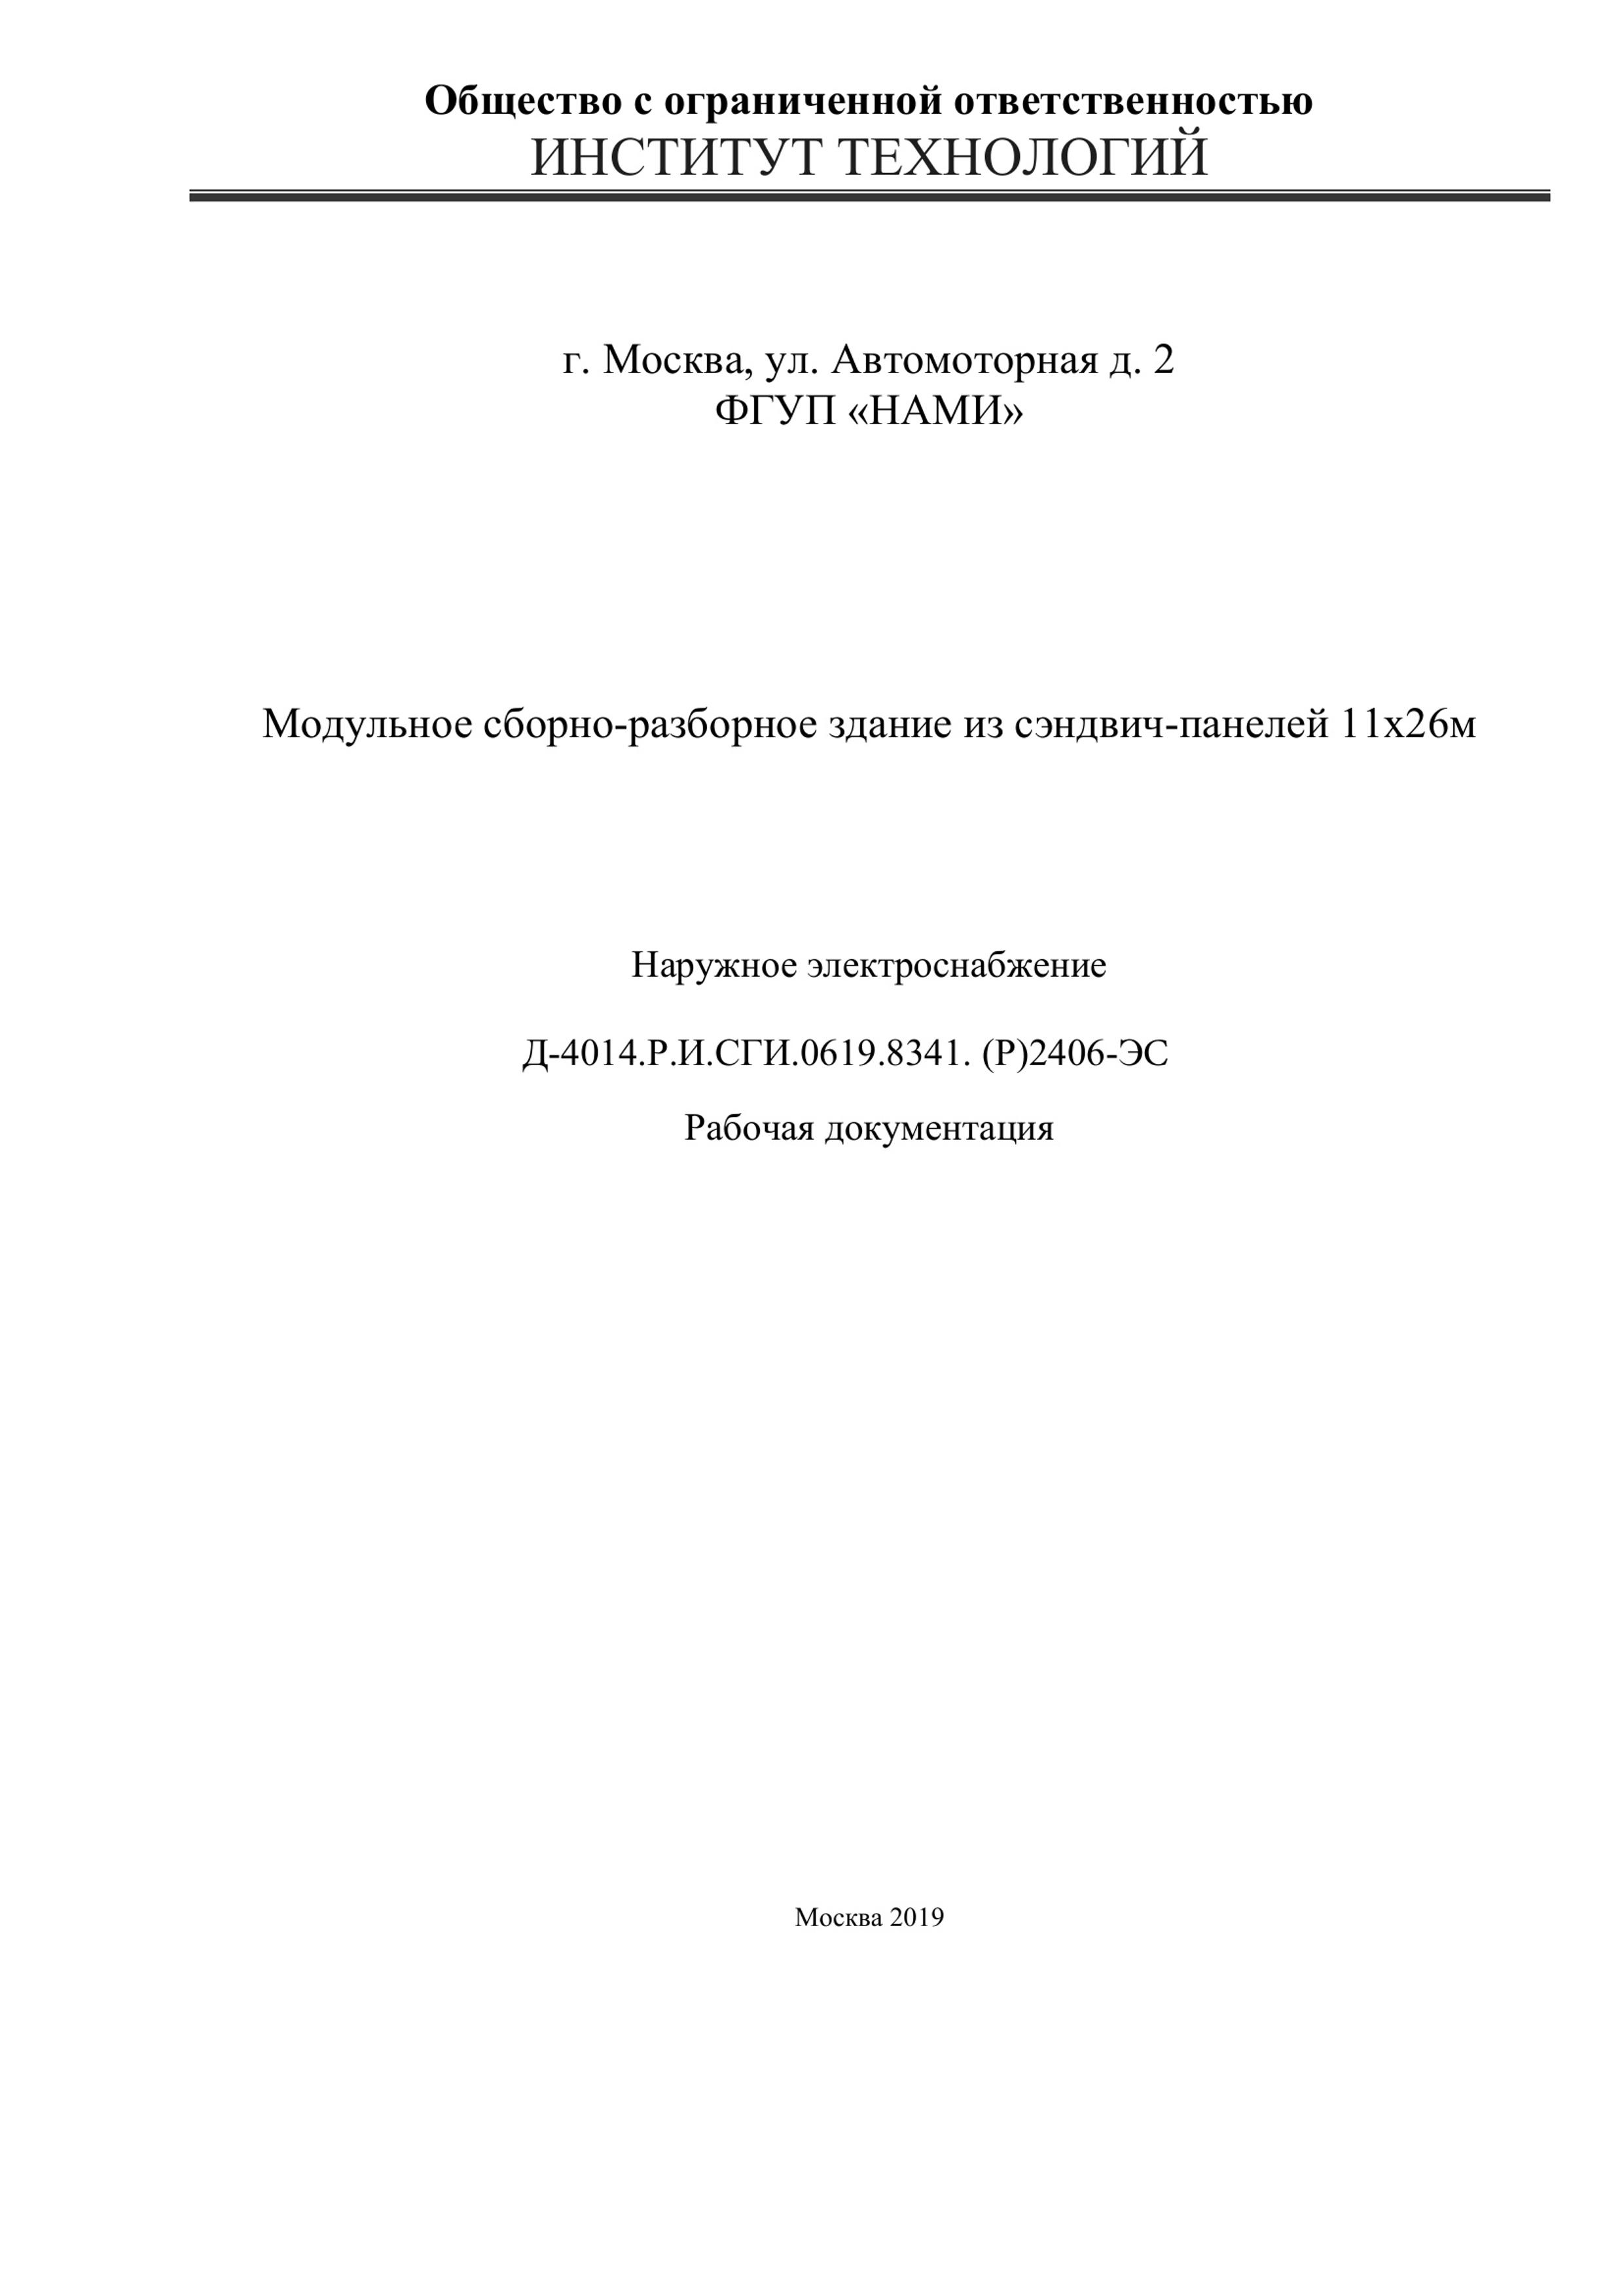 Общество с ограниченной ответственностью
ИНСТИТУТ ТЕХНОЛОГИЙ
г. Москва, ул. Автомоторная д. 2
ФГУП «НАМИ»
Модульное сборно-разборное здание из сэндвич-панелей 11х26м
Наружное электроснабжение
Д-4014.Р.И.СГИ.0619.8341. (Р)2406-ЭС
Рабочая документация
Москва 2019